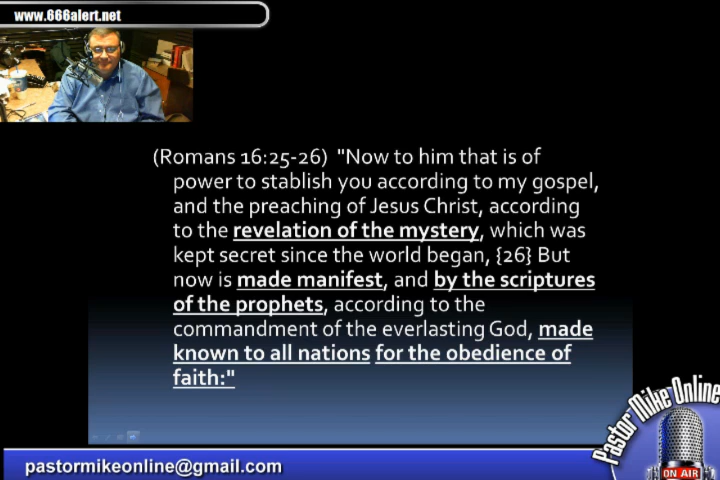 www.666alert.net
(Romans 16:25-26) "Now to him that is of
power to stablish you according to my gospel,
and the preaching of Jesus Christ, according
to the revelation of the mystery, which was
kept secret since the world began, {26} But
now is made manifest, and by the scriptures
of the prophets, according to the
commandment of the everlasting God, made
known to all nations for the obedience of
faith:"
Pastor Mike Online
ON AIR
pastormikeonline@gmail.com